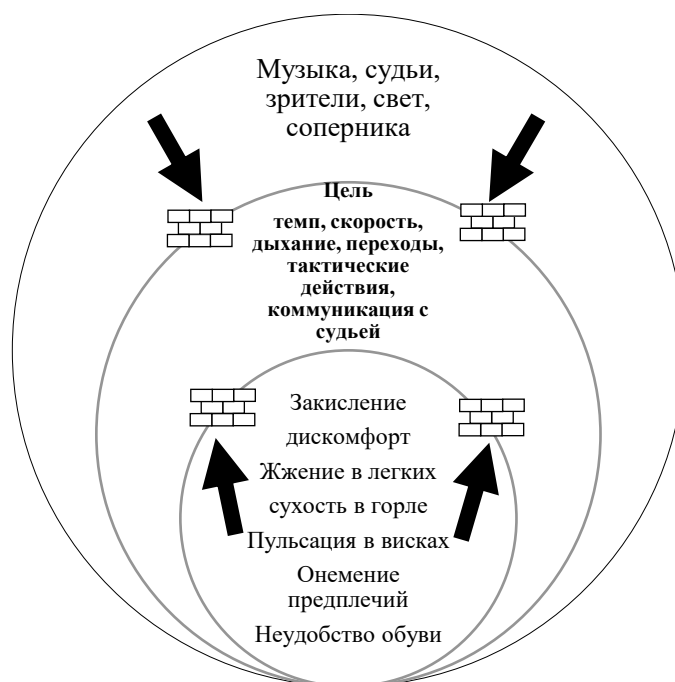 Музыка, судьи,
зрители, свет,
соперника
Цель
темп, скорость,
дыхание, переходы,
тактические
действия,
коммуникация с
судьей
Закисление
дискомфорт
Жжение в легких
сухость в горле
Пульсация в висках
Онемение
предплечий
Неудобство обуви